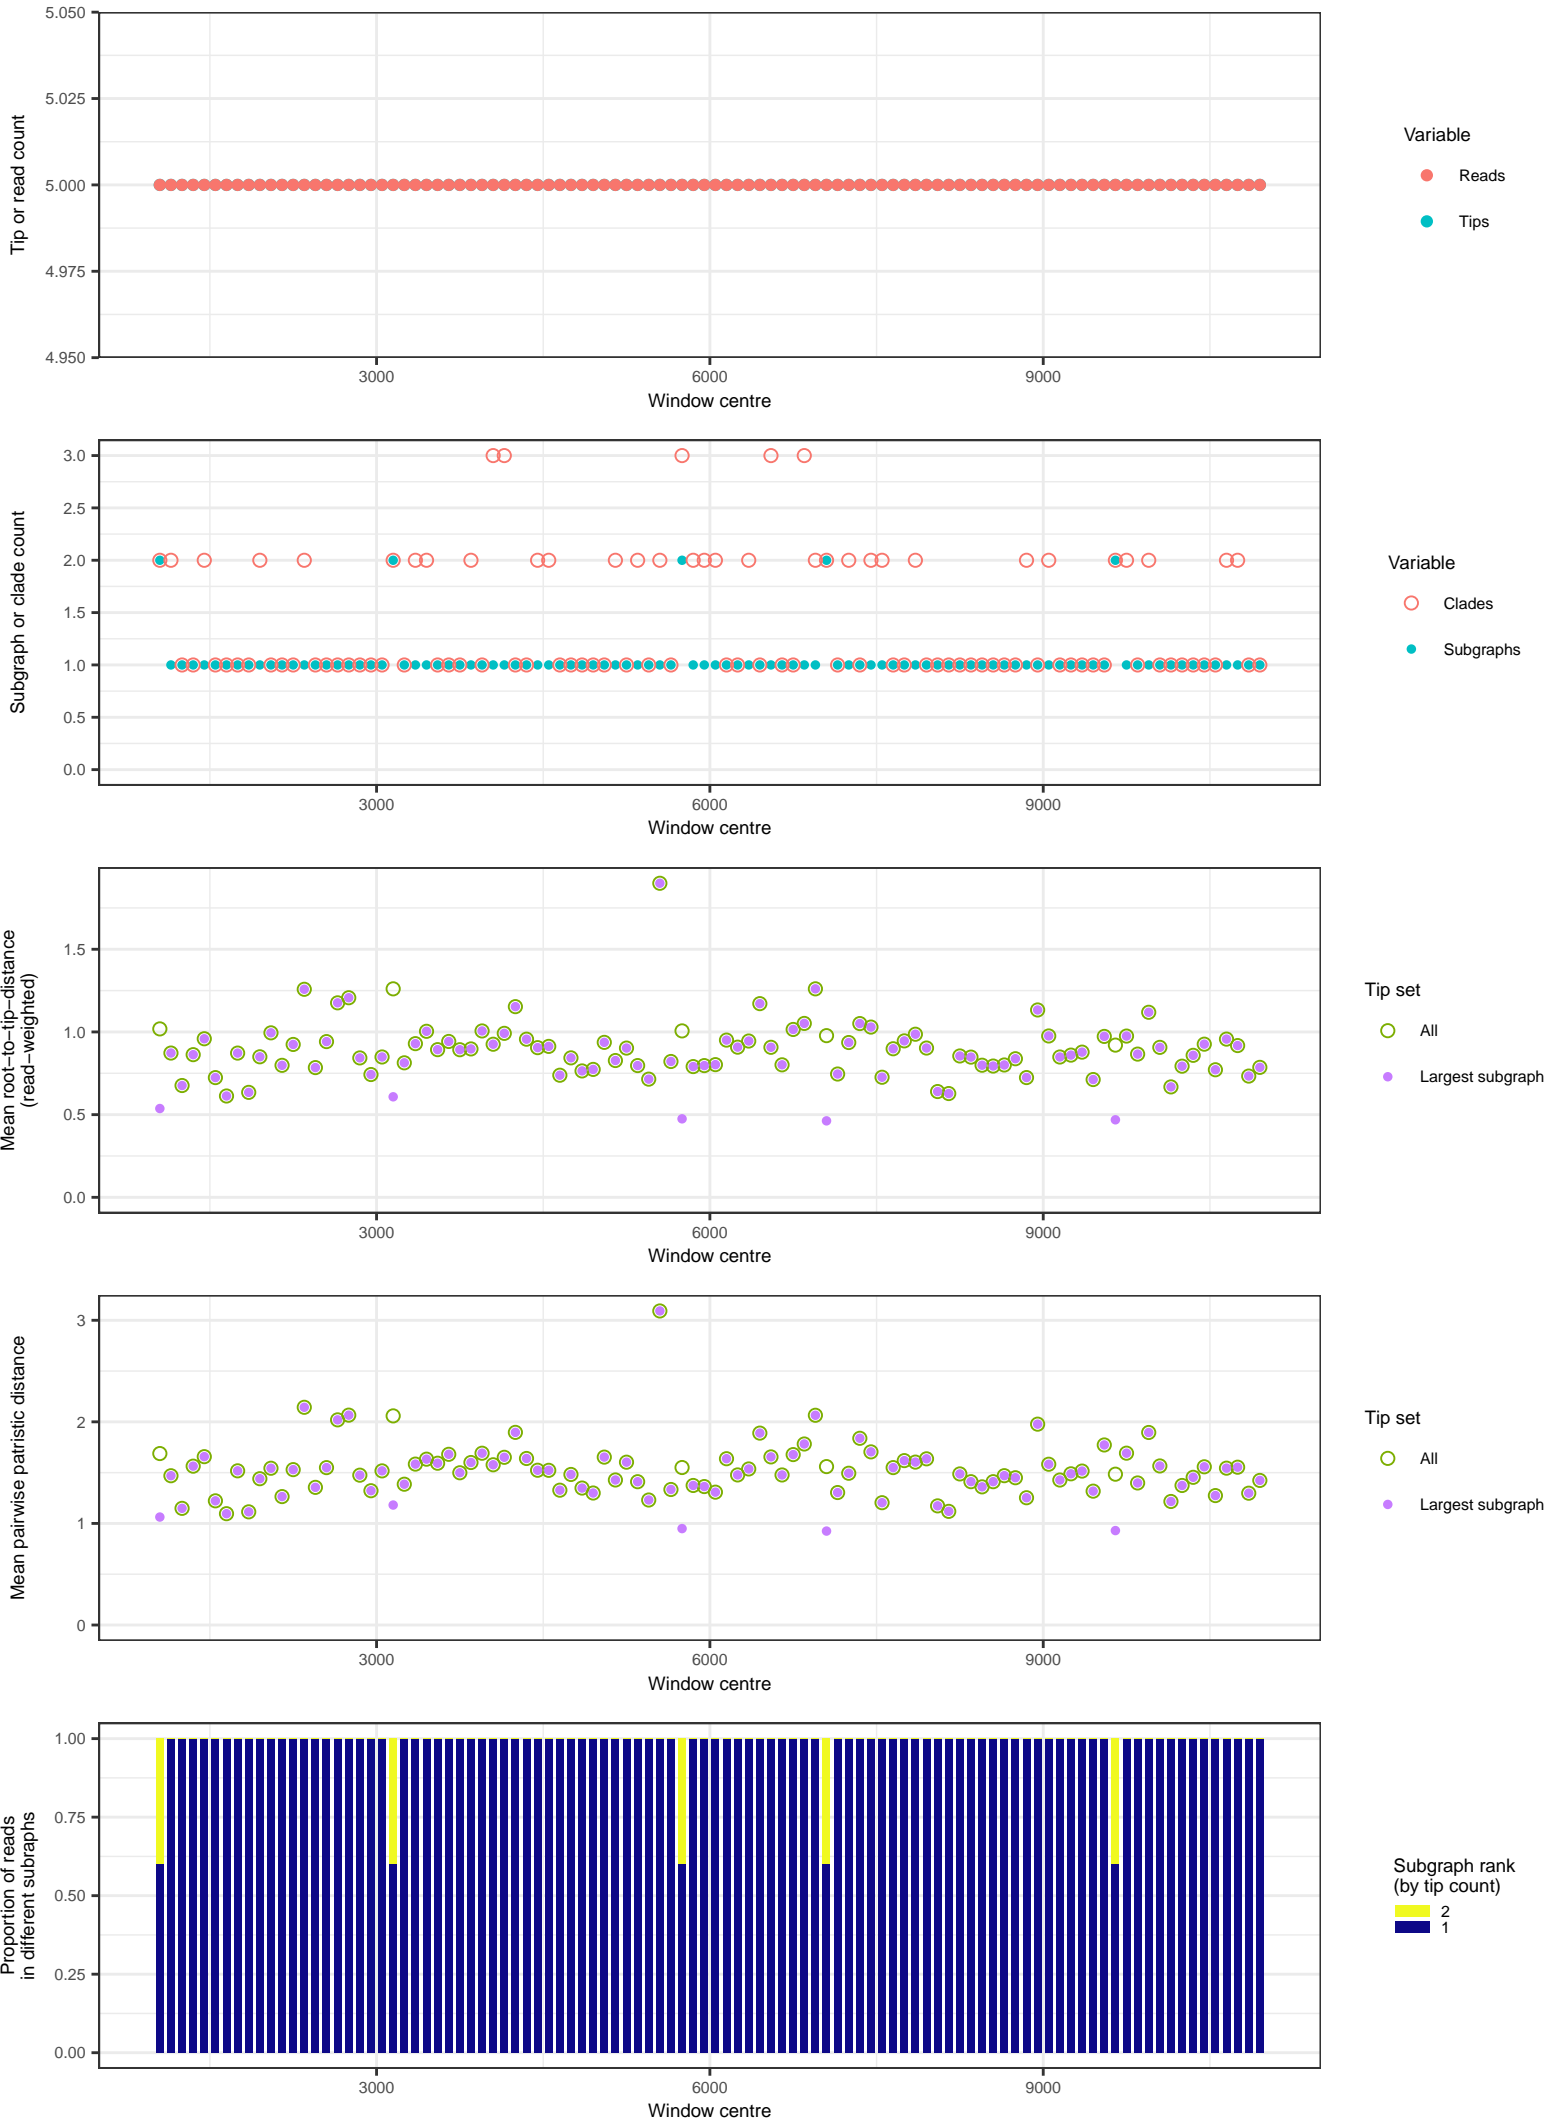 5.050
5.025
5.000
4.975
4.950
Tip or read count
3000
6000
9000
Window centre
Variable
Reads
Tips
3.0
2.5
2.0
1.5
1.0
0.5
0.0
Subgraph or clade count
3000
6000
9000
Window centre
Variable
Clades
Subgraphs
1.5
1.0
0.5
0.0
Mean root−to−tip−distance
(read−weighted)
3000
6000
9000
Window centre
Tip set
All
Largest subgraph
3
2
1
0
Mean pairwise patristic distance
3000
6000
9000
Window centre
Tip set
All
Largest subgraph
1.00
0.75
0.50
0.25
0.00
Proportion of reads
in different subraphs
3000
6000
9000
Window centre
Subgraph rank
(by tip count)
2
1